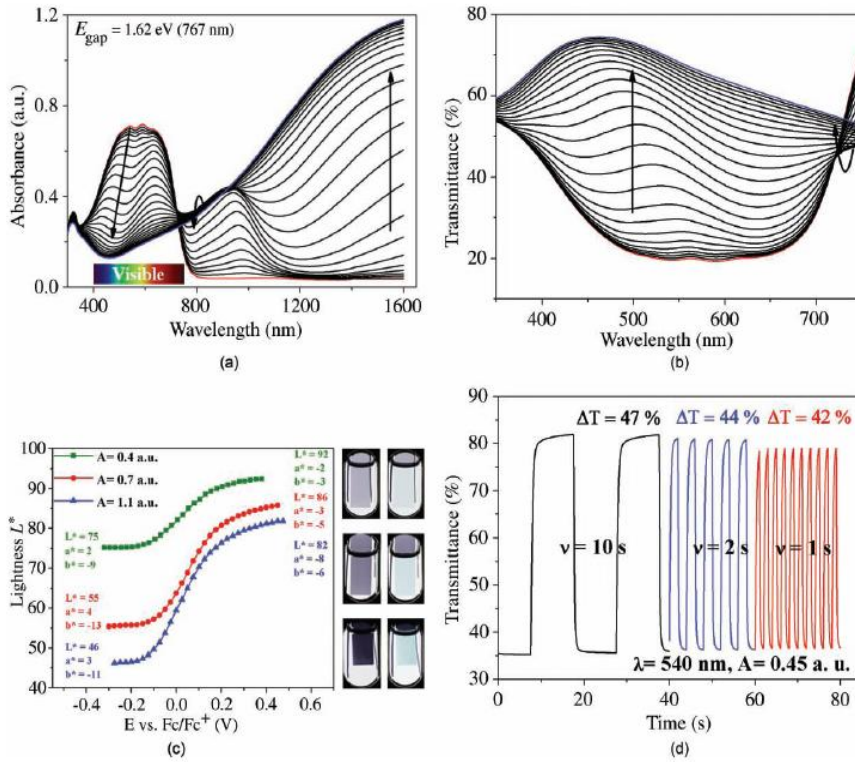 E_gap = 1.62 eV (767 nm)
1.2
0.8
0.4
0.0
Absorbance (a.u.)
Visible
400 800 1200 1600
Wavelength (nm)
(a)
80
70
60
50
40
30
20
10
Transmittance (%)
400 500 600 700
Wavelength (nm)
(b)
100
90
80
70
60
50
40
Lightness L*
A= 0.4 a.u.
A= 0.7 a.u.
A= 1.1 a.u.
L* = 75
a* = 2
b* = -9
L* = 55
a* = 4
b* = -13
L* = 46
a* = 3
b* = -11
L* = 92
a* = -2
b* = -3
L* = 86
a* = -3
b* = -5
L* = 82
a* = -8
b* = -6
-0.4 -0.2 0.0 0.2 0.4 0.6
E vs. Fc/Fc+ (V)
(c)
90
80
70
60
50
40
30
Transmittance (%)
ΔT= 47 % ΔT= 44 % ΔT= 42 %
ν = 10 s ν = 2 s ν = 1 s
λ= 540 nm, A= 0.45 a. u.
0 20 40 60 80
Time (s)
(d)